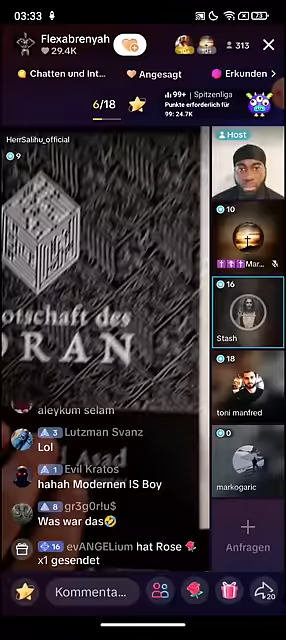 03:33
73
Flexabrenyah
29.4K
313
Chatten und Int...
Angesagt
Erkunden
6/18
99+ | Spitzenliga
Punkte erforderlich für
99: 24.7K
HerrSalihu_official
9
Host
10
Mar...
16
Stash
18
toni manfred
0
markogaric
Anfragen
otschaft des
ORAN
Asad
aleykum selam
3 Lutzman Svanz
Lol
1 Evil Kratos
hahah Modernen IS Boy
8 gr3g0r!u$
Was war das🤣
16 evANGELium hat Rose 🌹
x1 gesendet
Kommenta...
20